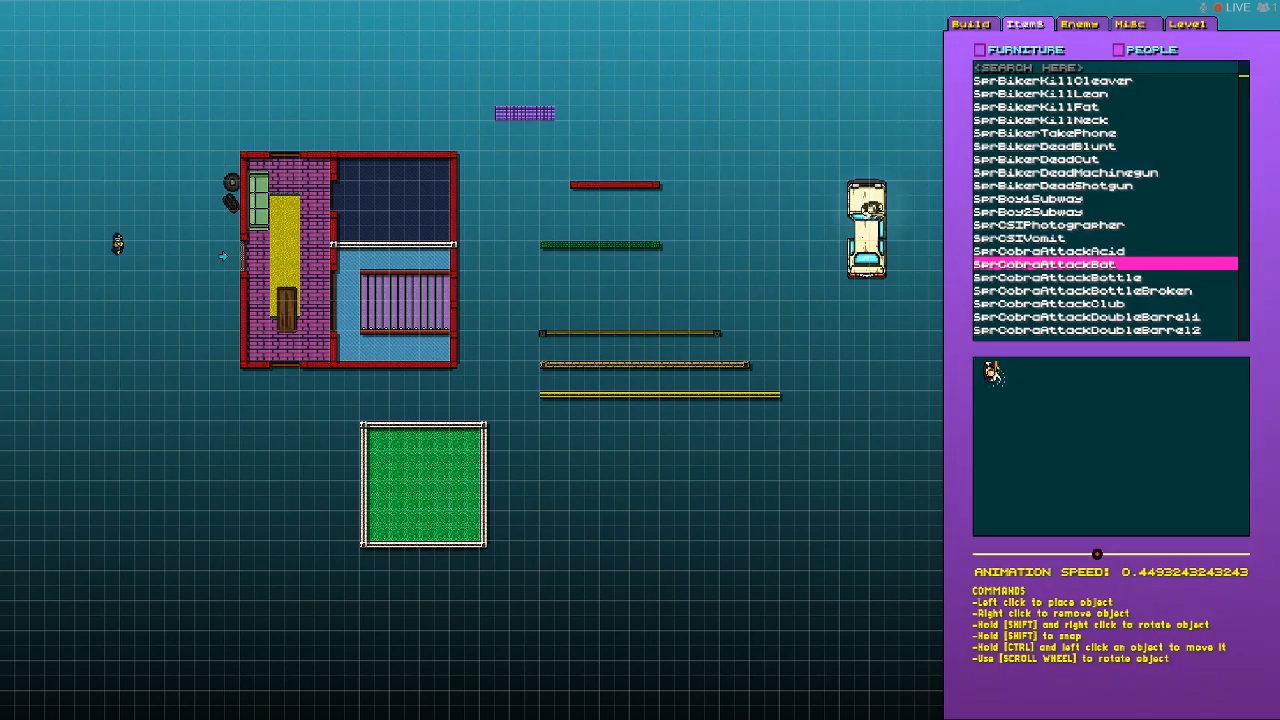 LIVE 1
Build Items Enemy Misc Level
FURNITURE PEOPLE
<SEARCH HERE>
SprBikerKillCleaver
SprBikerKillLean
SprBikerKillFat
SprBikerKillNeck
SprBikerTakePhone
SprBikerDeadBlunt
SprBikerDeadCut
SprBikerDeadMachinegun
SprBikerDeadShotgun
SprBoy1Subway
SprBoy2Subway
SprCSIPhotographer
SprCSIVomit
SprCobraAttackAcid
SprCobraAttackBat
SprCobraAttackBottle
SprCobraAttackBottleBroken
SprCobraAttackClub
SprCobraAttackDoubleBarrel1
SprCobraAttackDoubleBarrel2
ANIMATION SPEED: 0.4493243243243
COMMANDS
-Left click to place object
-Right click to remove object
-Hold [SHIFT] and right click to rotate object
-Hold [SHIFT] to snap
-Hold [CTRL] and left click an object to move it
-Use [SCROLL WHEEL] to rotate object